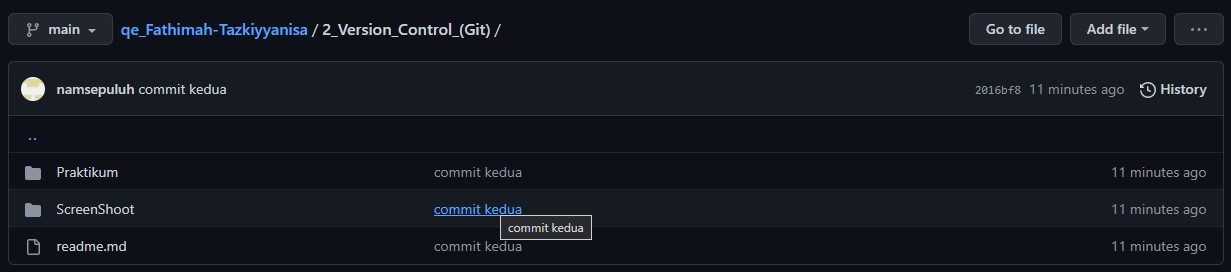 main qe_Fathimah-Tazkiyyanisa / 2_Version_Control_(Git) / Go to file Add file ...
namsepuluh commit kedua 2016bf8 11 minutes ago History
..
Praktikum commit kedua 11 minutes ago
ScreenShoot commit kedua 11 minutes ago
commit kedua
readme.md commit kedua 11 minutes ago